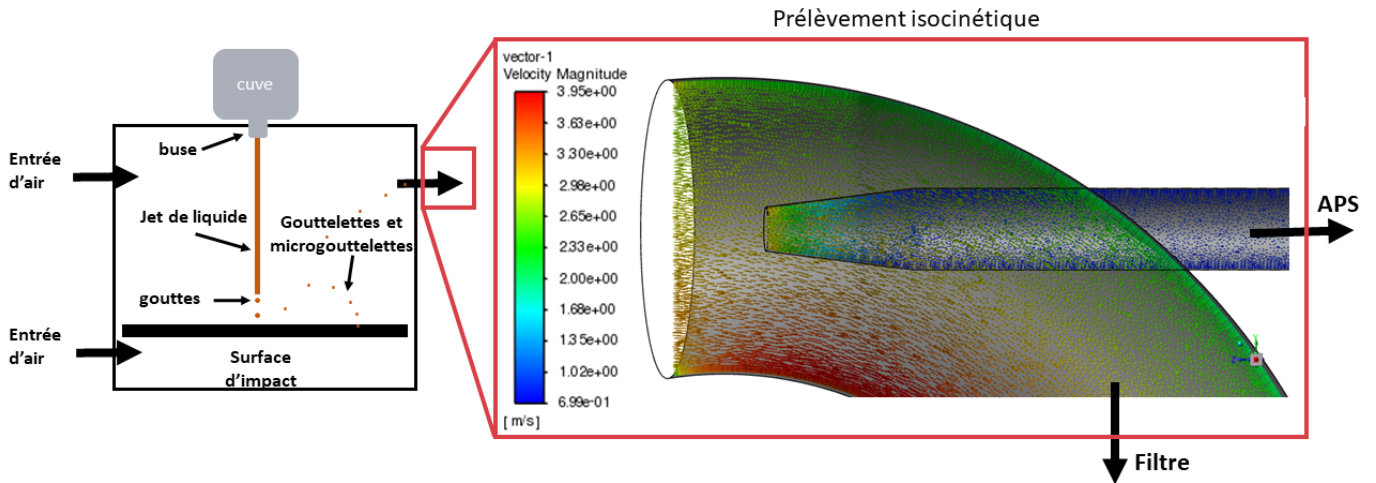 Prélèvement isocinétique
cuve
buse
Entrée
d'air
Jet de liquide
Gouttelettes et
microgouttelettes
gouttes
Entrée
d'air
Surface
d'impact
vector-1
Velocity Magnitude
3.95e+00
3.63e+00
3.30e+00
2.98e+00
2.65e+00
2.33e+00
2.00e+00
1.68e+00
1.35e+00
1.02e+00
6.99e-01
[ m/s ]
APS
Y
Z
Filtre